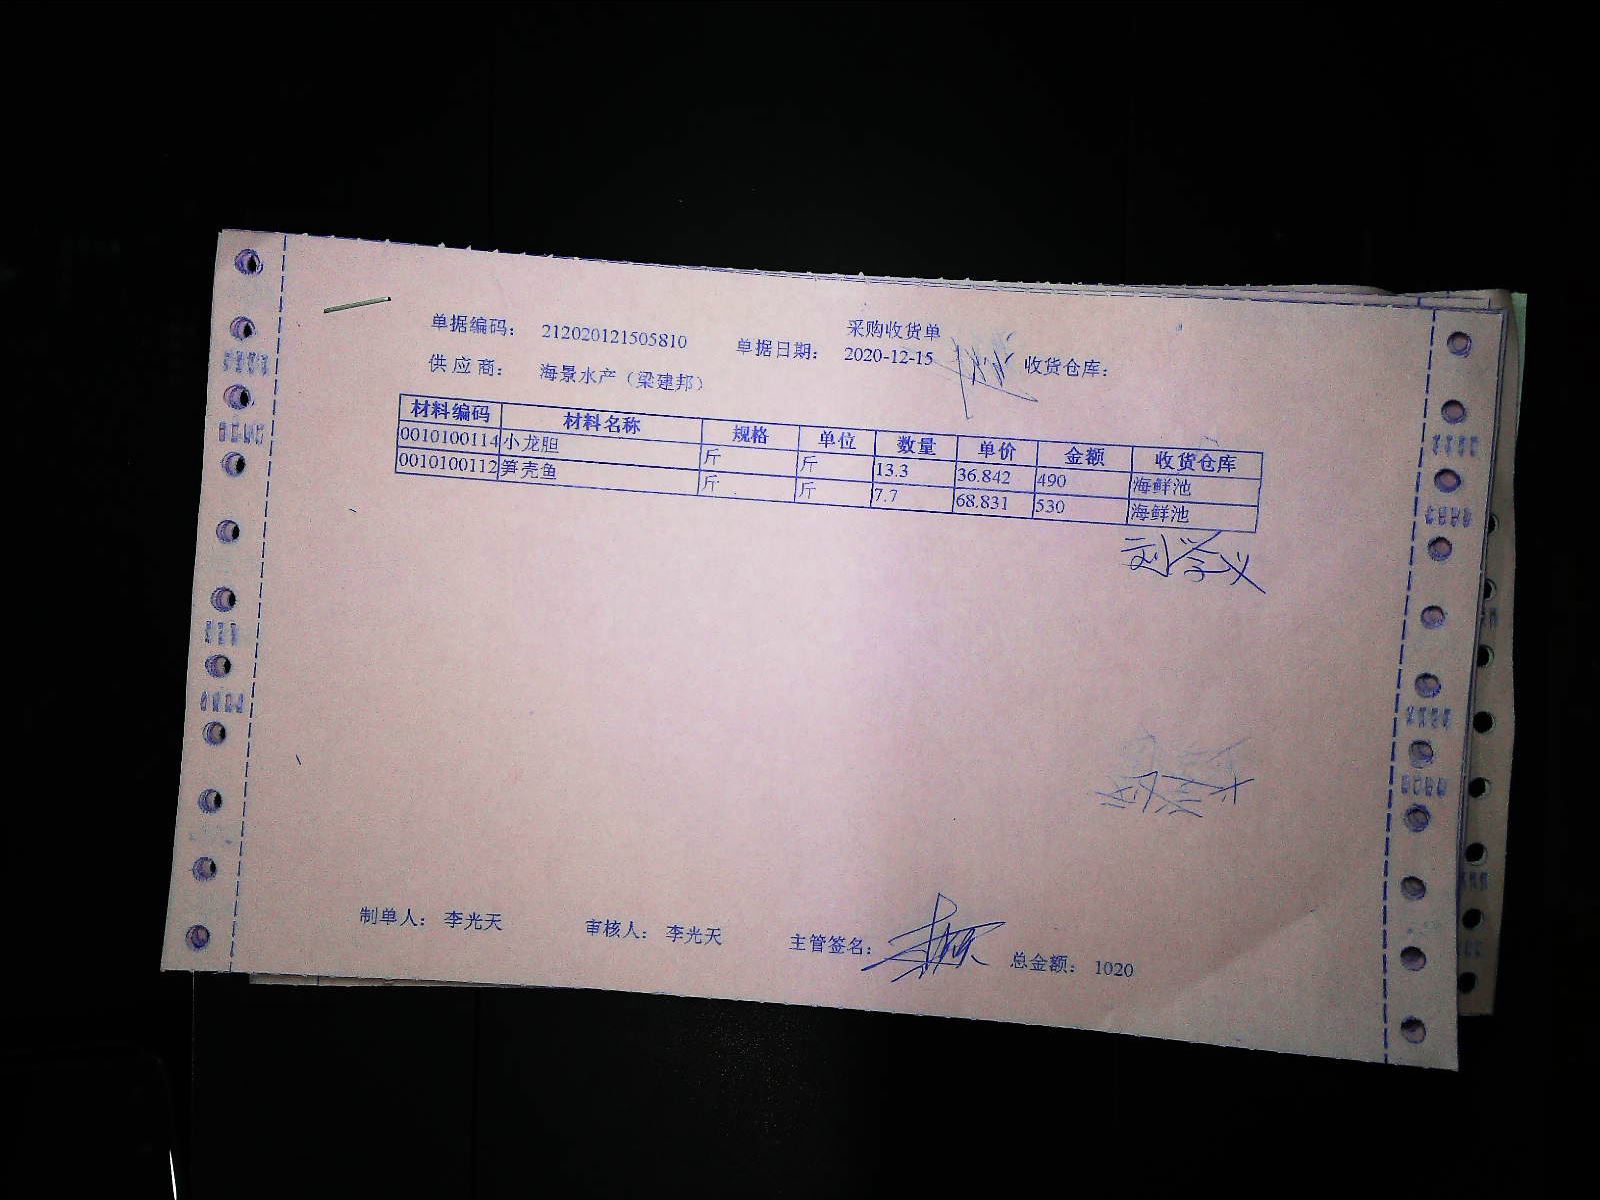 采购收货单
单据编码： 212020121505810 单据日期： 2020-12-15 收货仓库：
供应商： 海景水产（梁建邦）
材料编码 材料名称 规格 单位 数量 单价 金额 收货仓库
0010100114 小龙胆 斤 斤 13.3 36.842 490 海鲜池
0010100112 笋壳鱼 斤 斤 7.7 68.831 530 海鲜池
刘学义
制单人： 李光天 审核人： 李光天 主管签名： 总金额： 1020